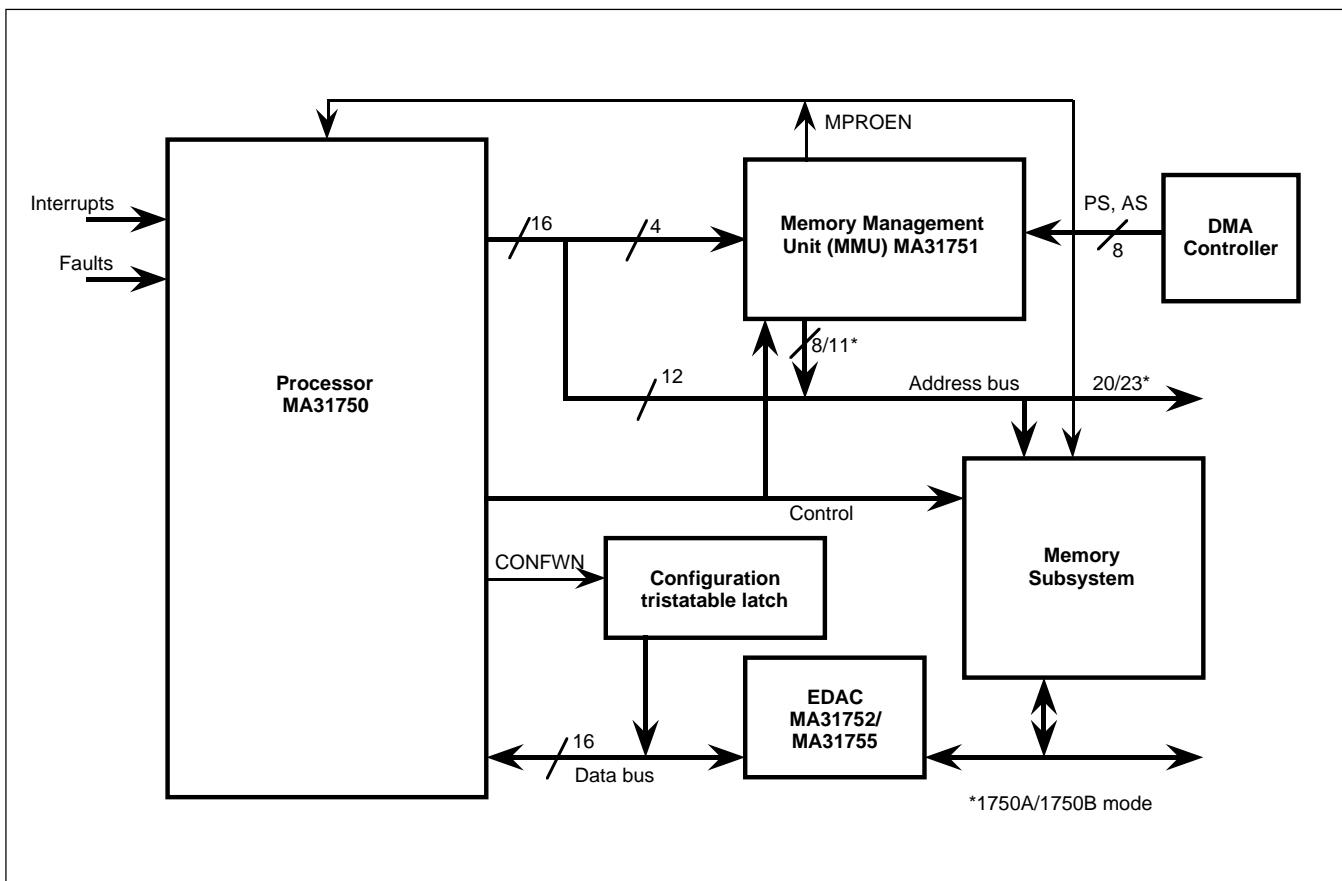 MPROEN
Interrupts
Faults
16
4
Memory Management
Unit (MMU) MA31751
PS, AS
8
DMA
Controller
8/11*
Processor
MA31750
12
Address bus
20/23*
Control
CONFWN
Configuration
tristatable latch
Memory
Subsystem
EDAC
MA31752/
MA31755
16
Data bus
*1750A/1750B mode